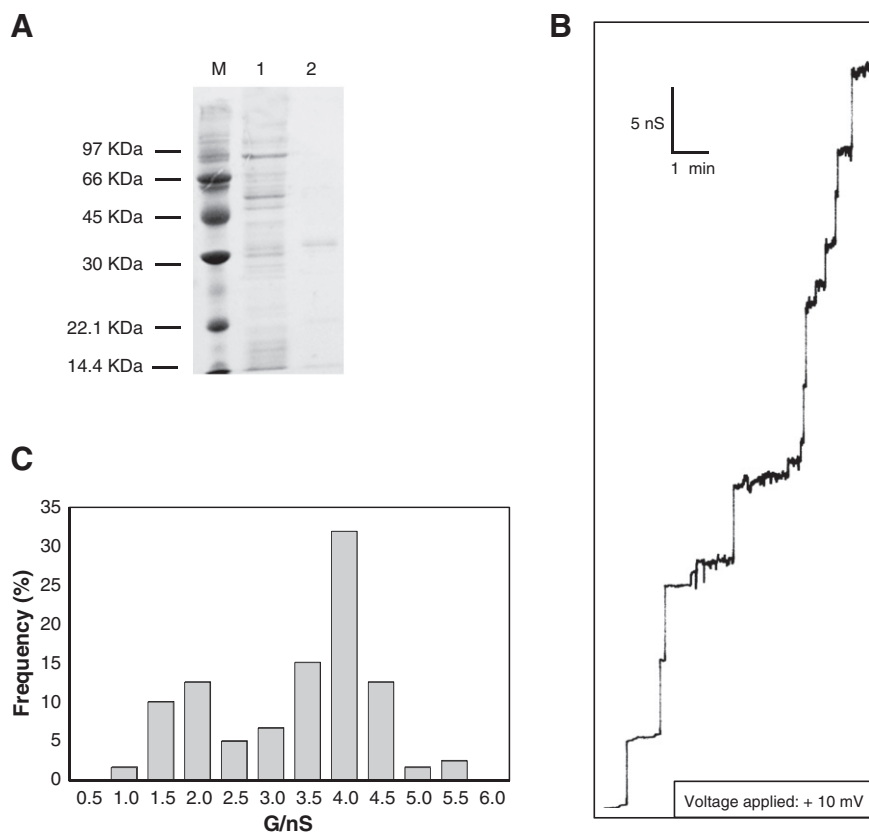 A
M 1 2
97 KDa
66 KDa
45 KDa
30 KDa
22.1 KDa
14.4 KDa
B
5 nS
1 min
Voltage applied: + 10 mV
C
Frequency (%)
35
30
25
20
15
10
5
0
0.5 1.0 1.5 2.0 2.5 3.0 3.5 4.0 4.5 5.0 5.5 6.0
G/nS